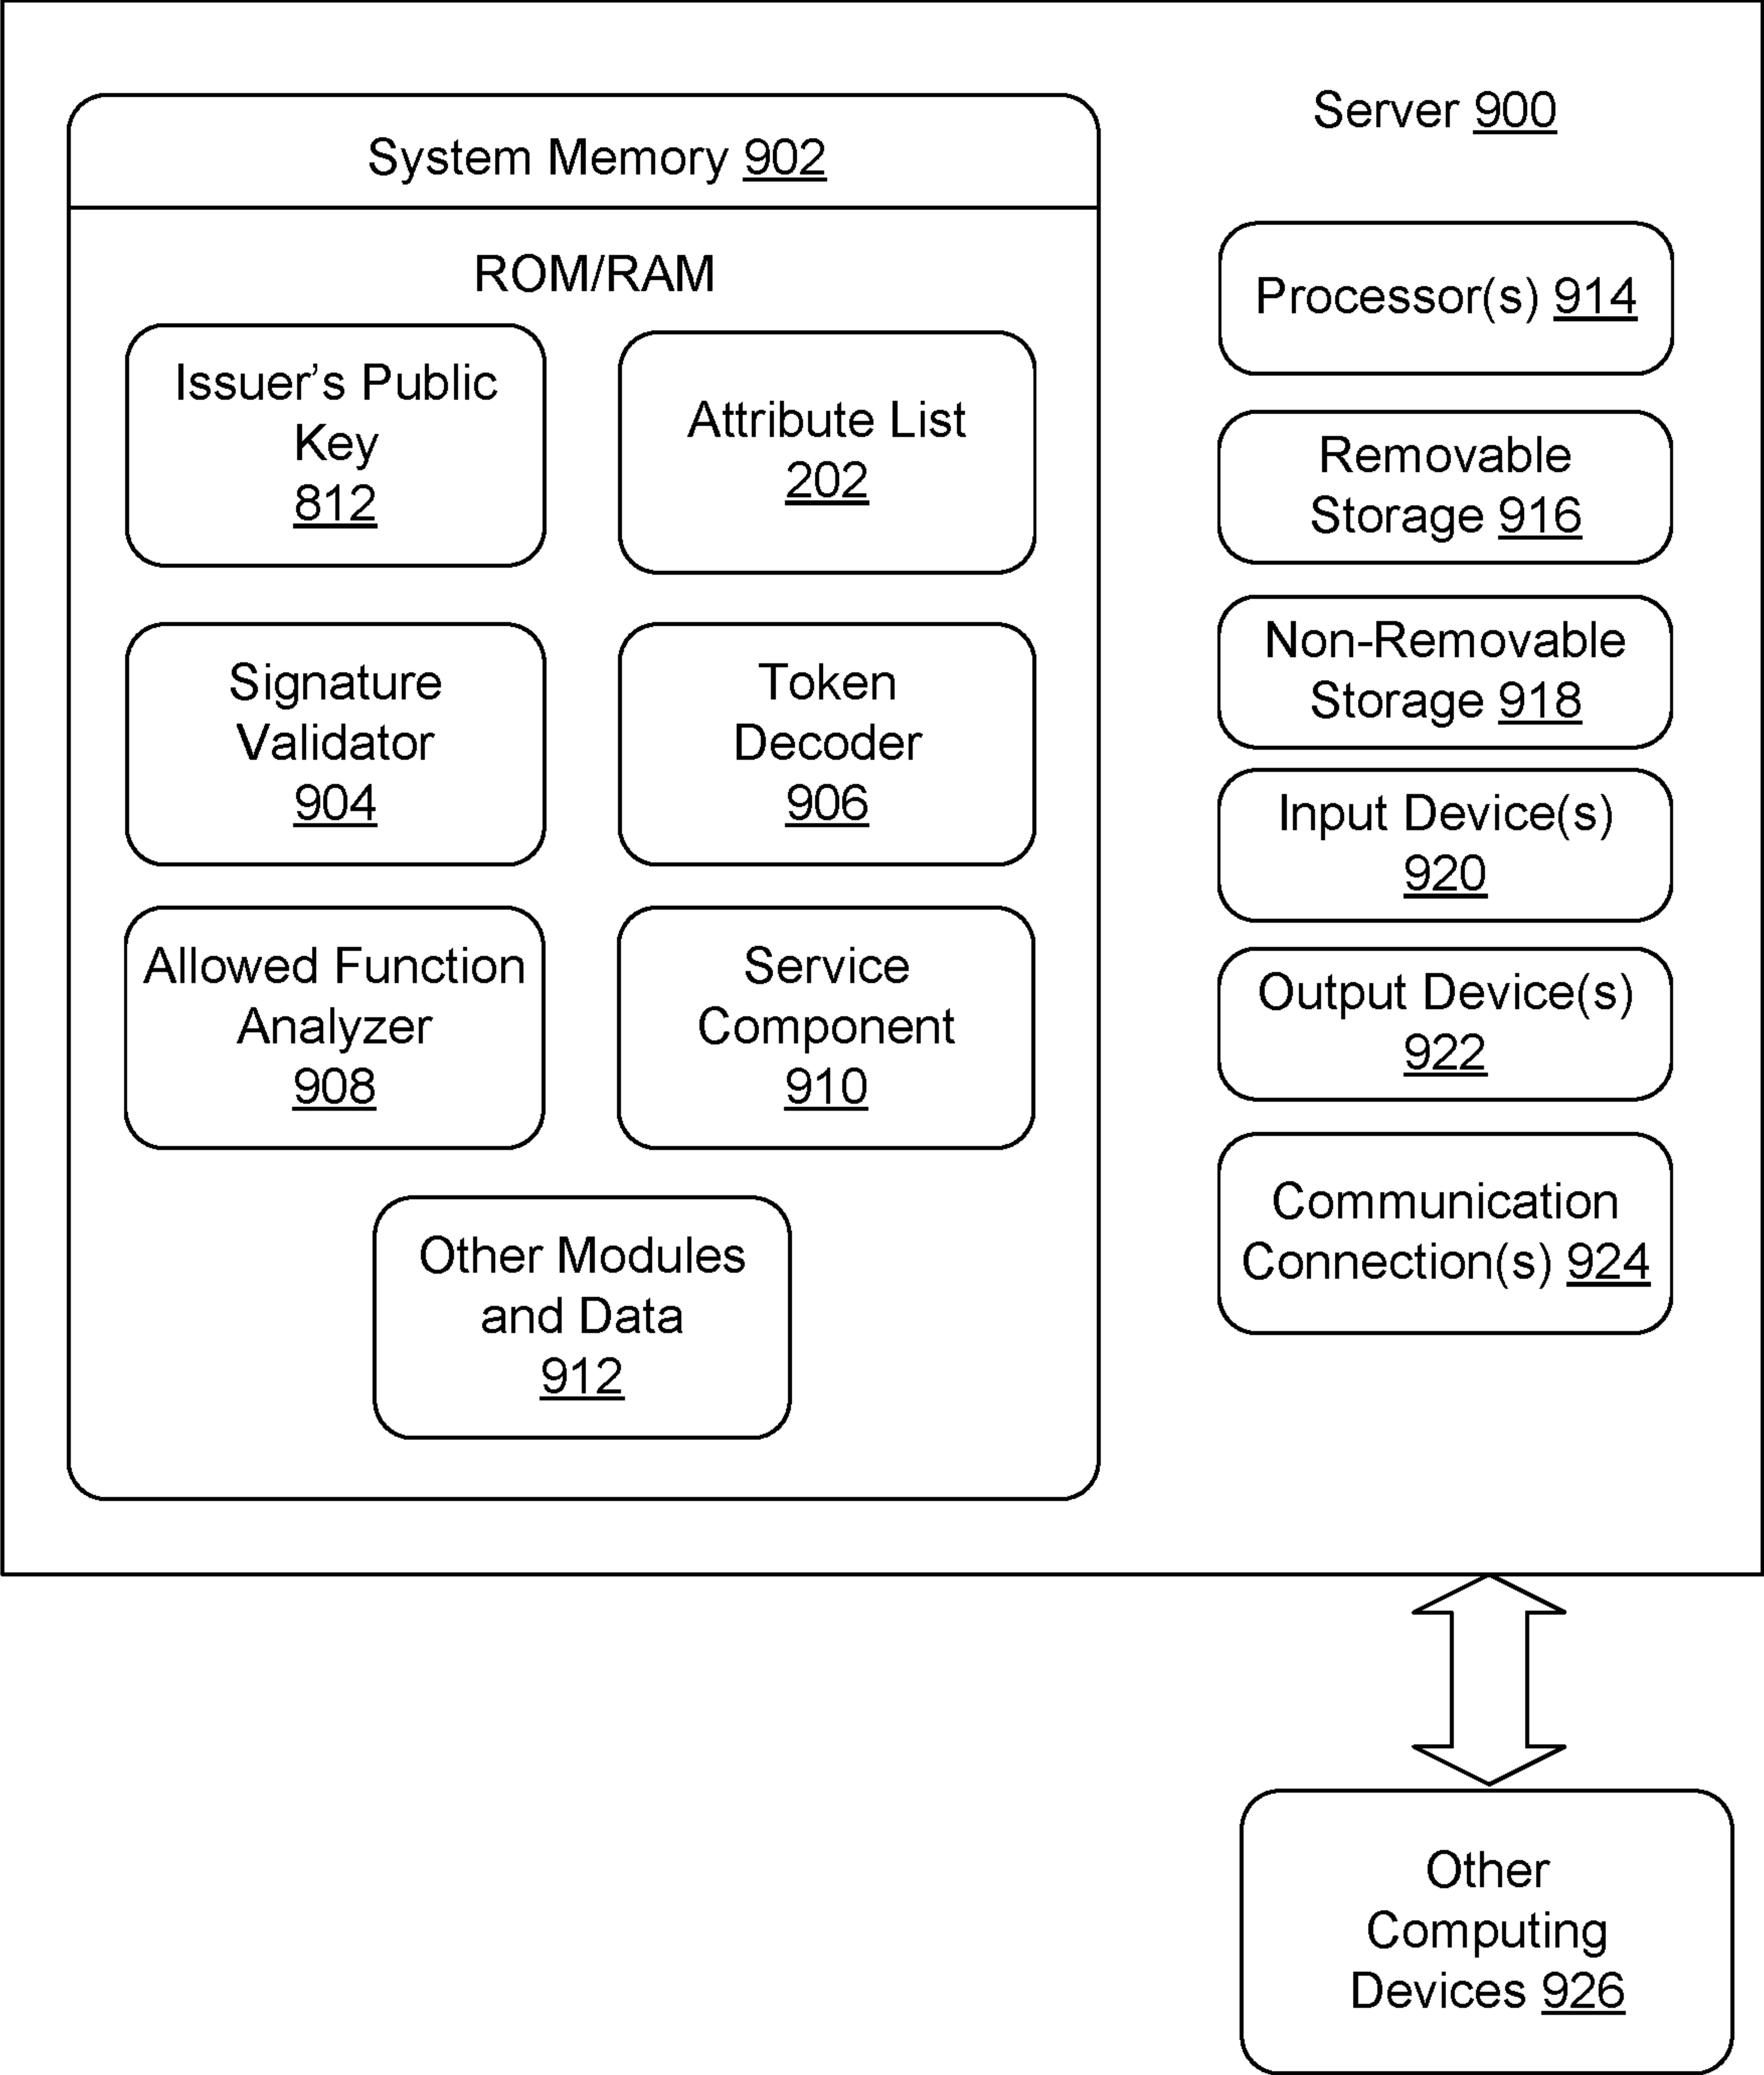 Server 900
System Memory 902
ROM/RAM
Issuer's Public
Key
812
Attribute List
202
Signature
Validator
904
Token
Decoder
906
Allowed Function
Analyzer
908
Service
Component
910
Other Modules
and Data
912
Processor(s) 914
Removable
Storage 916
Non-Removable
Storage 918
Input Device(s)
920
Output Device(s)
922
Communication
Connection(s) 924
Other
Computing
Devices 926